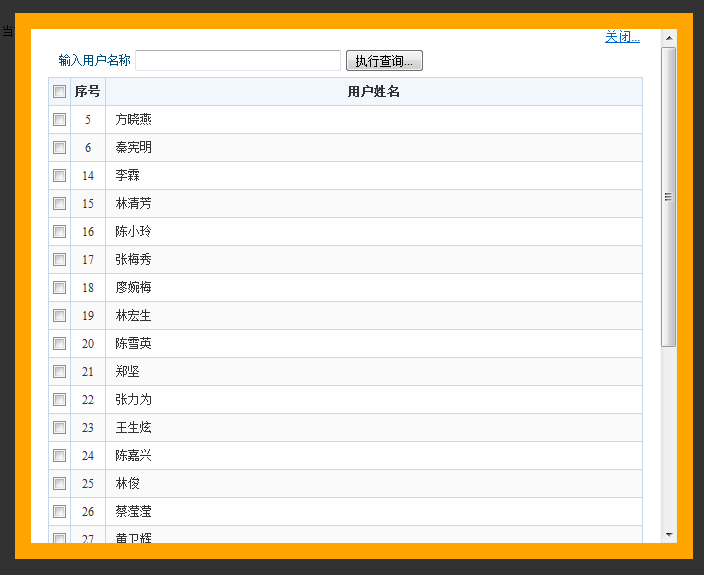 当
关闭...
输入用户名称 执行查询...
序号 用户姓名
5 方晓燕
6 秦宪明
14 李霖
15 林清芳
16 陈小玲
17 张梅秀
18 廖婉梅
19 林宏生
20 陈雪英
21 郑坚
22 张力为
23 王生炫
24 陈嘉兴
25 林俊
26 蔡滢滢
27 黄卫辉